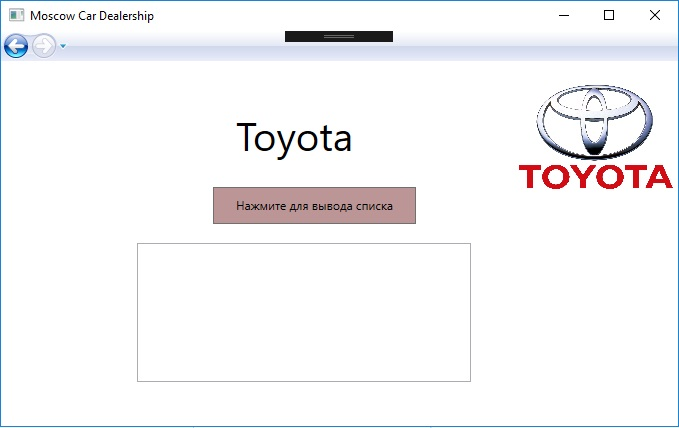 Moscow Car Dealership
Toyota
TOYOTA
Нажмите для вывода списка